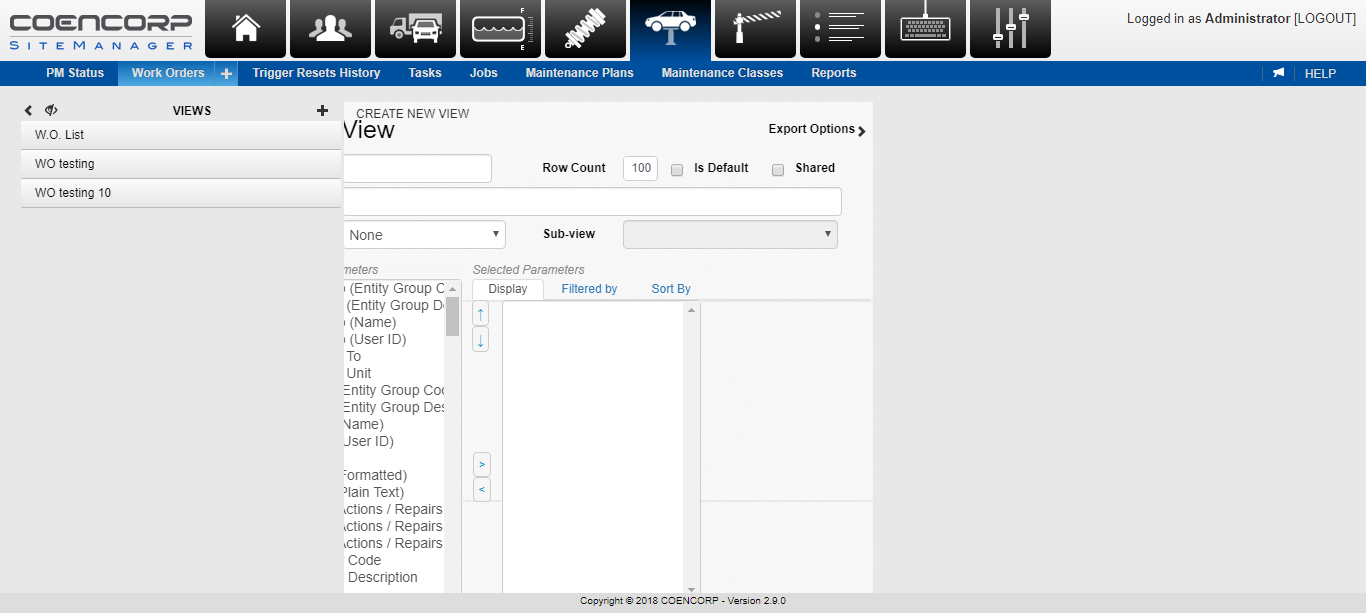 COENCORP
SITEMANAGER
F
E
Logged in as Administrator [LOGOUT]
PM Status
Work Orders
+
Trigger Resets History
Tasks
Jobs
Maintenance Plans
Maintenance Classes
Reports
HELP
VIEWS
+
W.O. List
WO testing
WO testing 10
CREATE NEW VIEW
View
Export Options
Row Count
100
Is Default
Shared
None
Sub-view
meters
Selected Parameters
(Entity Group C
(Entity Group D
(Name)
(User ID)
To
Unit
Entity Group Coc
Entity Group Des
Name)
User ID)
Formatted)
Plain Text)
Actions / Repairs
Actions / Repairs
Actions / Repairs
Code
Description
Display
Filtered by
Sort By
↑
↓
>
<
Copyright © 2018 COENCORP - Version 2.9.0